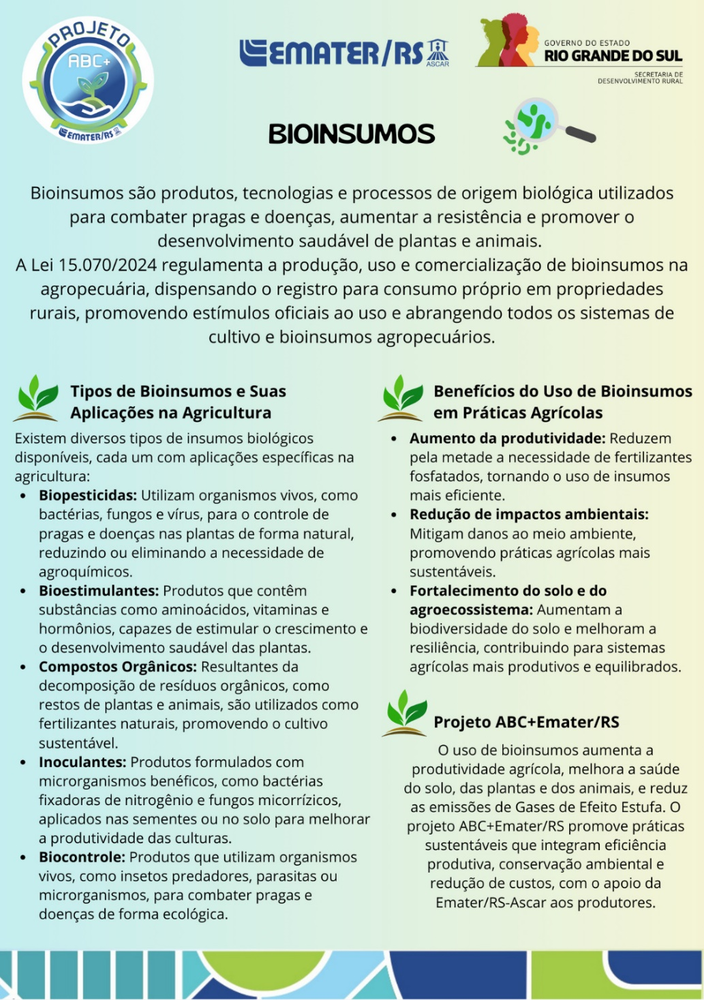 PROJETO
ABC+
EMATER/RS
EMATER/RS
ASCAR
GOVERNO DO ESTADO
RIO GRANDE DO SUL
SECRETARIA DE
DESENVOLVIMENTO RURAL
BIOINSUMOS
Bioinsumos são produtos, tecnologias e processos de origem biológica utilizados
para combater pragas e doenças, aumentar a resistência e promover o
desenvolvimento saudável de plantas e animais.
A Lei 15.070/2024 regulamenta a produção, uso e comercialização de bioinsumos na
agropecuária, dispensando o registro para consumo próprio em propriedades
rurais, promovendo estímulos oficiais ao uso e abrangendo todos os sistemas de
cultivo e bioinsumos agropecuários.
Tipos de Bioinsumos e Suas
Aplicações na Agricultura
Existem diversos tipos de insumos biológicos
disponíveis, cada um com aplicações específicas na
agricultura:
• Biopesticidas: Utilizam organismos vivos, como
bactérias, fungos e vírus, para o controle de
pragas e doenças nas plantas de forma natural,
reduzindo ou eliminando a necessidade de
agroquímicos.
• Bioestimulantes: Produtos que contêm
substâncias como aminoácidos, vitaminas e
hormônios, capazes de estimular o crescimento e
o desenvolvimento saudável das plantas.
• Compostos Orgânicos: Resultantes da
decomposição de resíduos orgânicos, como
restos de plantas e animais, são utilizados como
fertilizantes naturais, promovendo o cultivo
sustentável.
• Inoculantes: Produtos formulados com
microrganismos benéficos, como bactérias
fixadoras de nitrogênio e fungos micorrízicos,
aplicados nas sementes ou no solo para melhorar
a produtividade das culturas.
• Biocontrole: Produtos que utilizam organismos
vivos, como insetos predadores, parasitas ou
microrganismos, para combater pragas e
doenças de forma ecológica.
Benefícios do Uso de Bioinsumos
em Práticas Agrícolas
• Aumento da produtividade: Reduzem
pela metade a necessidade de fertilizantes
fosfatados, tornando o uso de insumos
mais eficiente.
• Redução de impactos ambientais:
Mitigam danos ao meio ambiente,
promovendo práticas agrícolas mais
sustentáveis.
• Fortalecimento do solo e do
agroecossistema: Aumentam a
biodiversidade do solo e melhoram a
resiliência, contribuindo para sistemas
agrícolas mais produtivos e equilibrados.
Projeto ABC+Emater/RS
O uso de bioinsumos aumenta a
produtividade agrícola, melhora a saúde
do solo, das plantas e dos animais, e reduz
as emissões de Gases de Efeito Estufa. O
projeto ABC+Emater/RS promove práticas
sustentáveis que integram eficiência
produtiva, conservação ambiental e
redução de custos, com o apoio da
Emater/RS-Ascar aos produtores.